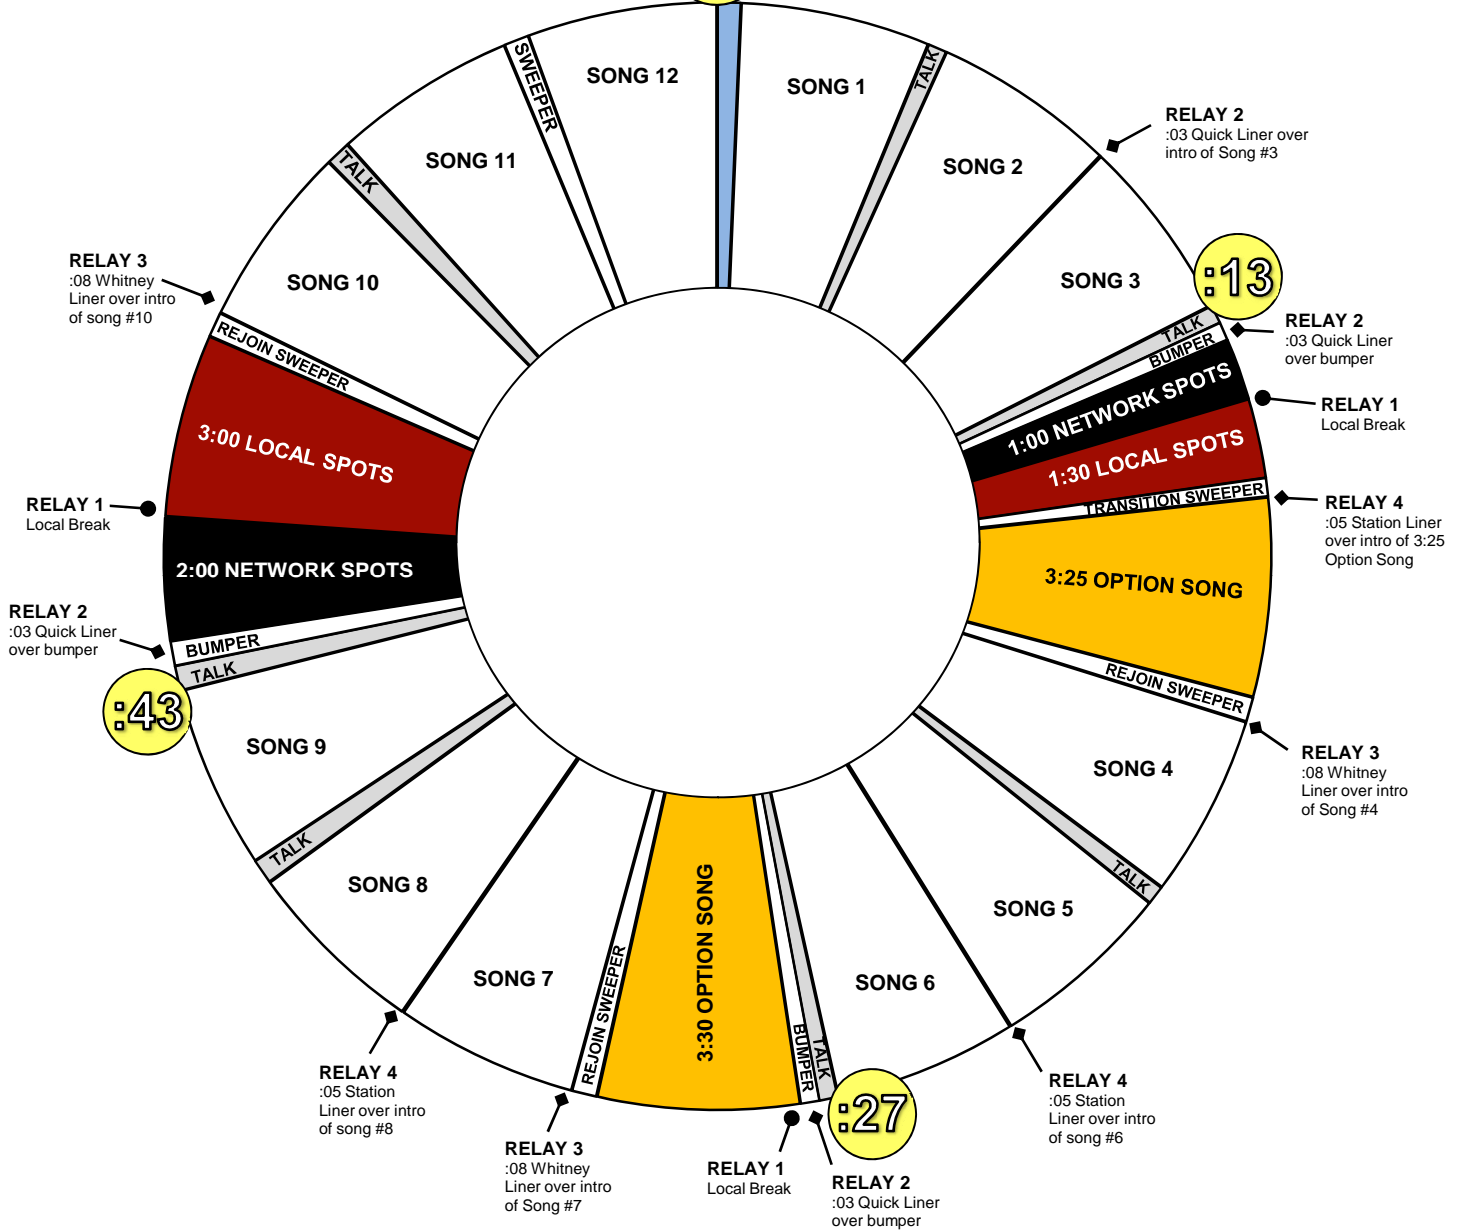 SONG 1
TALK
SONG 2
RELAY 2
:03 Quick Liner over
intro of Song #3
SONG 3
:13
TALK
BUMPER
RELAY 2
:03 Quick Liner
over bumper
1:00 NETWORK SPOTS
RELAY 1
Local Break
1:30 LOCAL SPOTS
TRANSITION SWEEPER
RELAY 4
:05 Station Liner
over intro of 3:25
Option Song
3:25 OPTION SONG
REJOIN SWEEPER
RELAY 3
:08 Whitney
Liner over intro
of Song #4
SONG 4
TALK
SONG 5
RELAY 4
:05 Station
Liner over intro
of song #6
SONG 6
:27
TALK
BUMPER
RELAY 2
:03 Quick Liner
over bumper
RELAY 1
Local Break
3:30 OPTION SONG
REJOIN SWEEPER
RELAY 3
:08 Whitney
Liner over intro
of Song #7
SONG 7
RELAY 4
:05 Station
Liner over intro
of song #8
SONG 8
TALK
SONG 9
:43
TALK
BUMPER
RELAY 2
:03 Quick Liner
over bumper
2:00 NETWORK SPOTS
RELAY 1
Local Break
3:00 LOCAL SPOTS
REJOIN SWEEPER
RELAY 3
:08 Whitney
Liner over intro
of song #10
SONG 10
TALK
SONG 11
SWEEPER
SONG 12